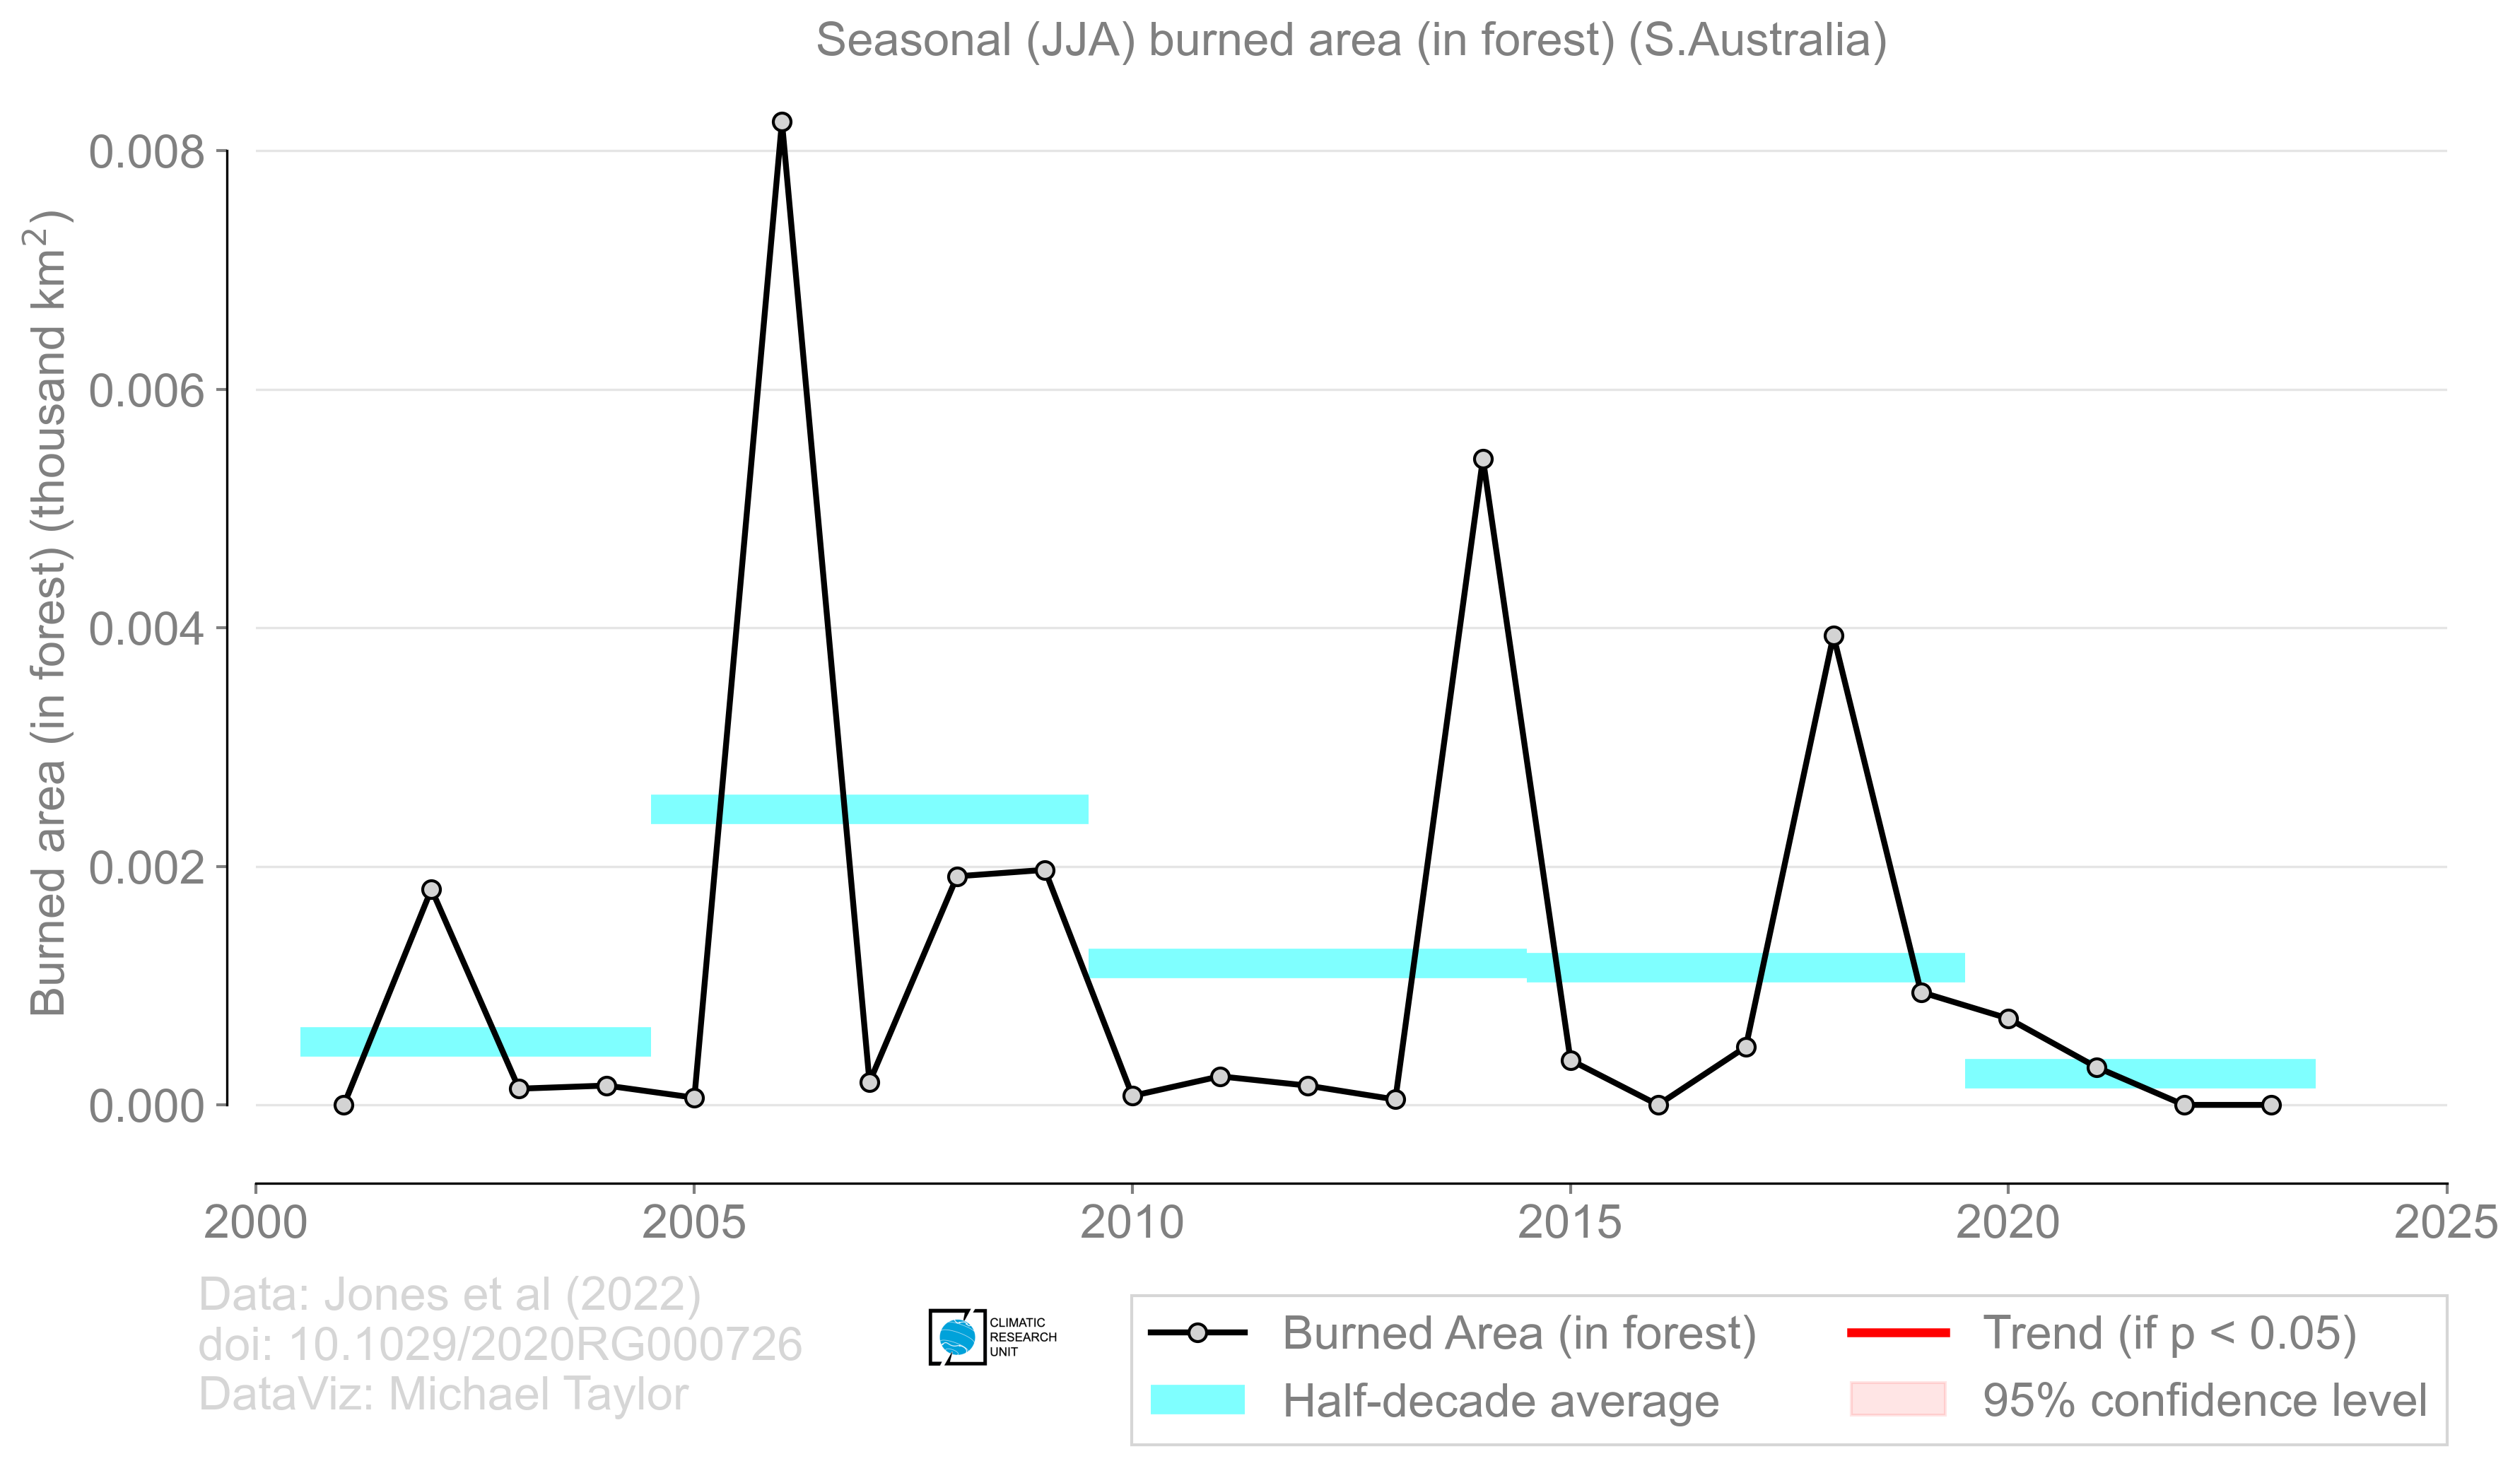 Seasonal (JJA) burned area (in forest) (S.Australia)
Burned area (in forest) (thousand km²)
0.008
0.006
0.004
0.002
0.000
2000 2005 2010 2015 2020 2025
Data: Jones et al (2022)
doi: 10.1029/2020RG000726
DataViz: Michael Taylor
CLIMATIC
RESEARCH
UNIT
Burned Area (in forest)
Half-decade average
Trend (if p < 0.05)
95% confidence level